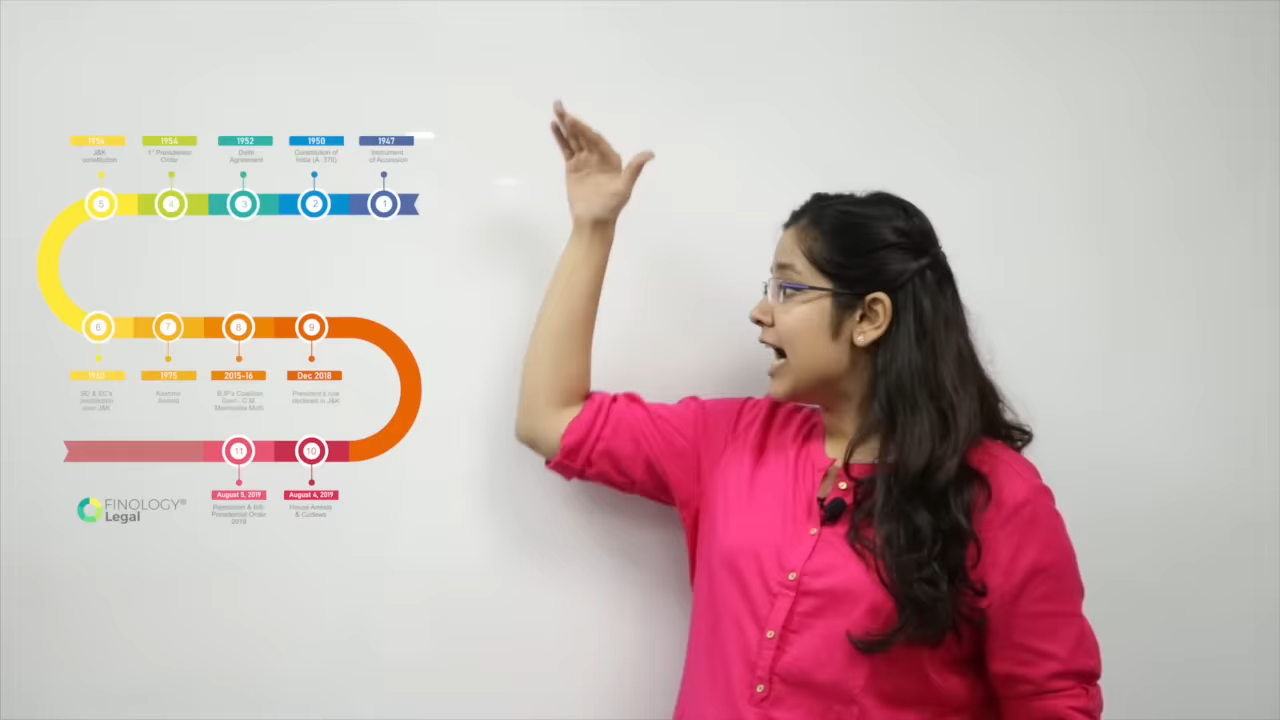 1956
1954
1952
1950
1947
J&K
constitution
1st Presidential
Order
Delhi
Agreement
Constitution of
India (A. 370)
Instrument
of Accession
5
4
3
2
1
6
7
8
9
1960
1975
2015-16
Dec 2018
SC & EC's
over J&K
Kashmir
Accord
BJP's Coalition
Govt - C.M.
Mehbooba Mufti
President's rule
declared in J&K
11
10
August 5, 2019
August 4, 2019
Presidential Order
2019
House Arrests
& Curfews
FINOLOGY®
Legal